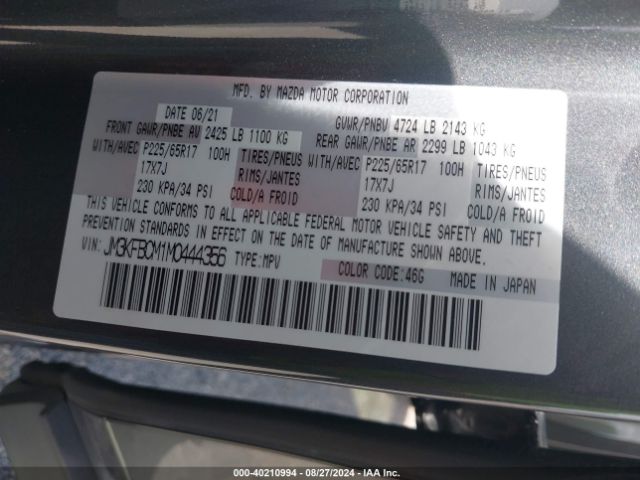 MFD. BY MAZDA MOTOR CORPORATION
DATE 06/21 GVWR/PNBV 4724 LB 2143 KG
FRONT GAWR/PNBE AV 2425 LB 1100 KG REAR GAWR/PNBE AR 2299 LB 1043 KG
WITH/AVEC P225/65R17 100H TIRES/PNEUS WITH/AVEC P225/65R17 100H TIRES/PNEUS
17X7J RIMS/JANTES 17X7J RIMS/JANTES
230 KPA/34 PSI COLD/A FROID 230 KPA/34 PSI COLD/A FROID
THIS VEHICLE CONFORMS TO ALL APPLICABLE FEDERAL MOTOR VEHICLE SAFETY AND THEFT
PREVENTION STANDARDS IN EFFECT ON THE DATE OF MANUFACTURE SHOWN ABOVE.
VIN: JM3KFBCM1M0444356 TYPE:MPV COLOR CODE:46G MADE IN JAPAN
000-40210994 - 08/27/2024 - IAA Inc.